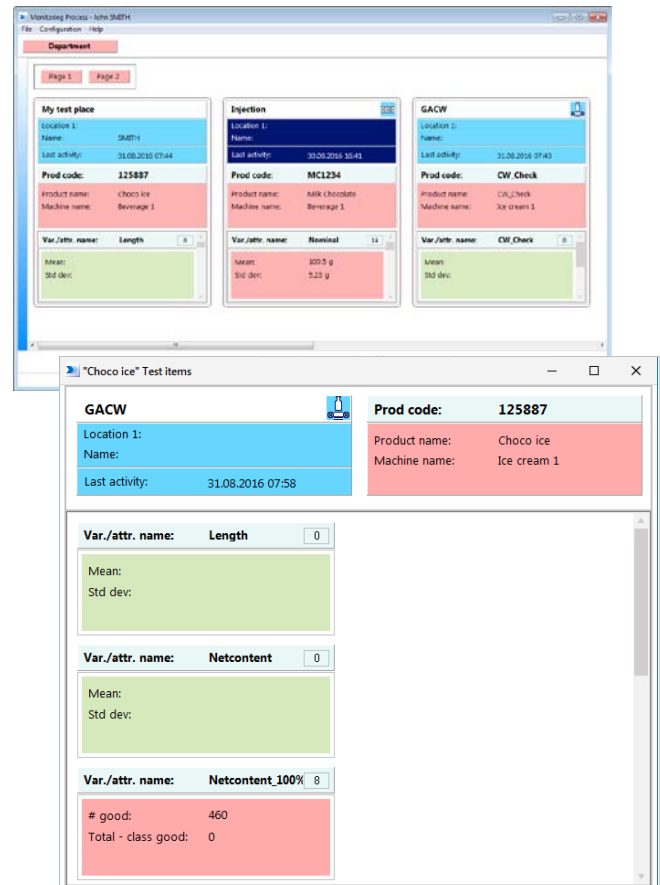 Monitoring Process - John SMITH
File Configuration Help
Department
Page 1 Page 2
My test place
Location 1:
Name: SMITH
Last activity: 31.08.2016 07:44
Prod code: 125887
Product name: Choco ice
Machine name: Beverage 1
Var./attr. name: Length 0
Mean:
Std dev:
Injection
Location 1:
Name:
Last activity: 30.08.2016 16:41
Prod code: MC1234
Product name: Milk Chocolate
Machine name: Beverage 1
Var./attr. name: Nominal 14
Mean: 100.5 g
Std dev: 5.23 g
GACW
Location 1:
Name:
Last activity: 31.08.2016 07:43
Prod code: CW_Check
Product name: CW_Check
Machine name: Ice cream 1
Var./attr. name: CW_Check 0
Mean:
Std dev:
"Choco ice" Test items
GACW
Location 1:
Name:
Last activity: 31.08.2016 07:58
Prod code: 125887
Product name: Choco ice
Machine name: Ice cream 1
Var./attr. name: Length 0
Mean:
Std dev:
Var./attr. name: Netcontent 0
Mean:
Std dev:
Var./attr. name: Netcontent_100% 8
# good: 460
Total - class good: 0